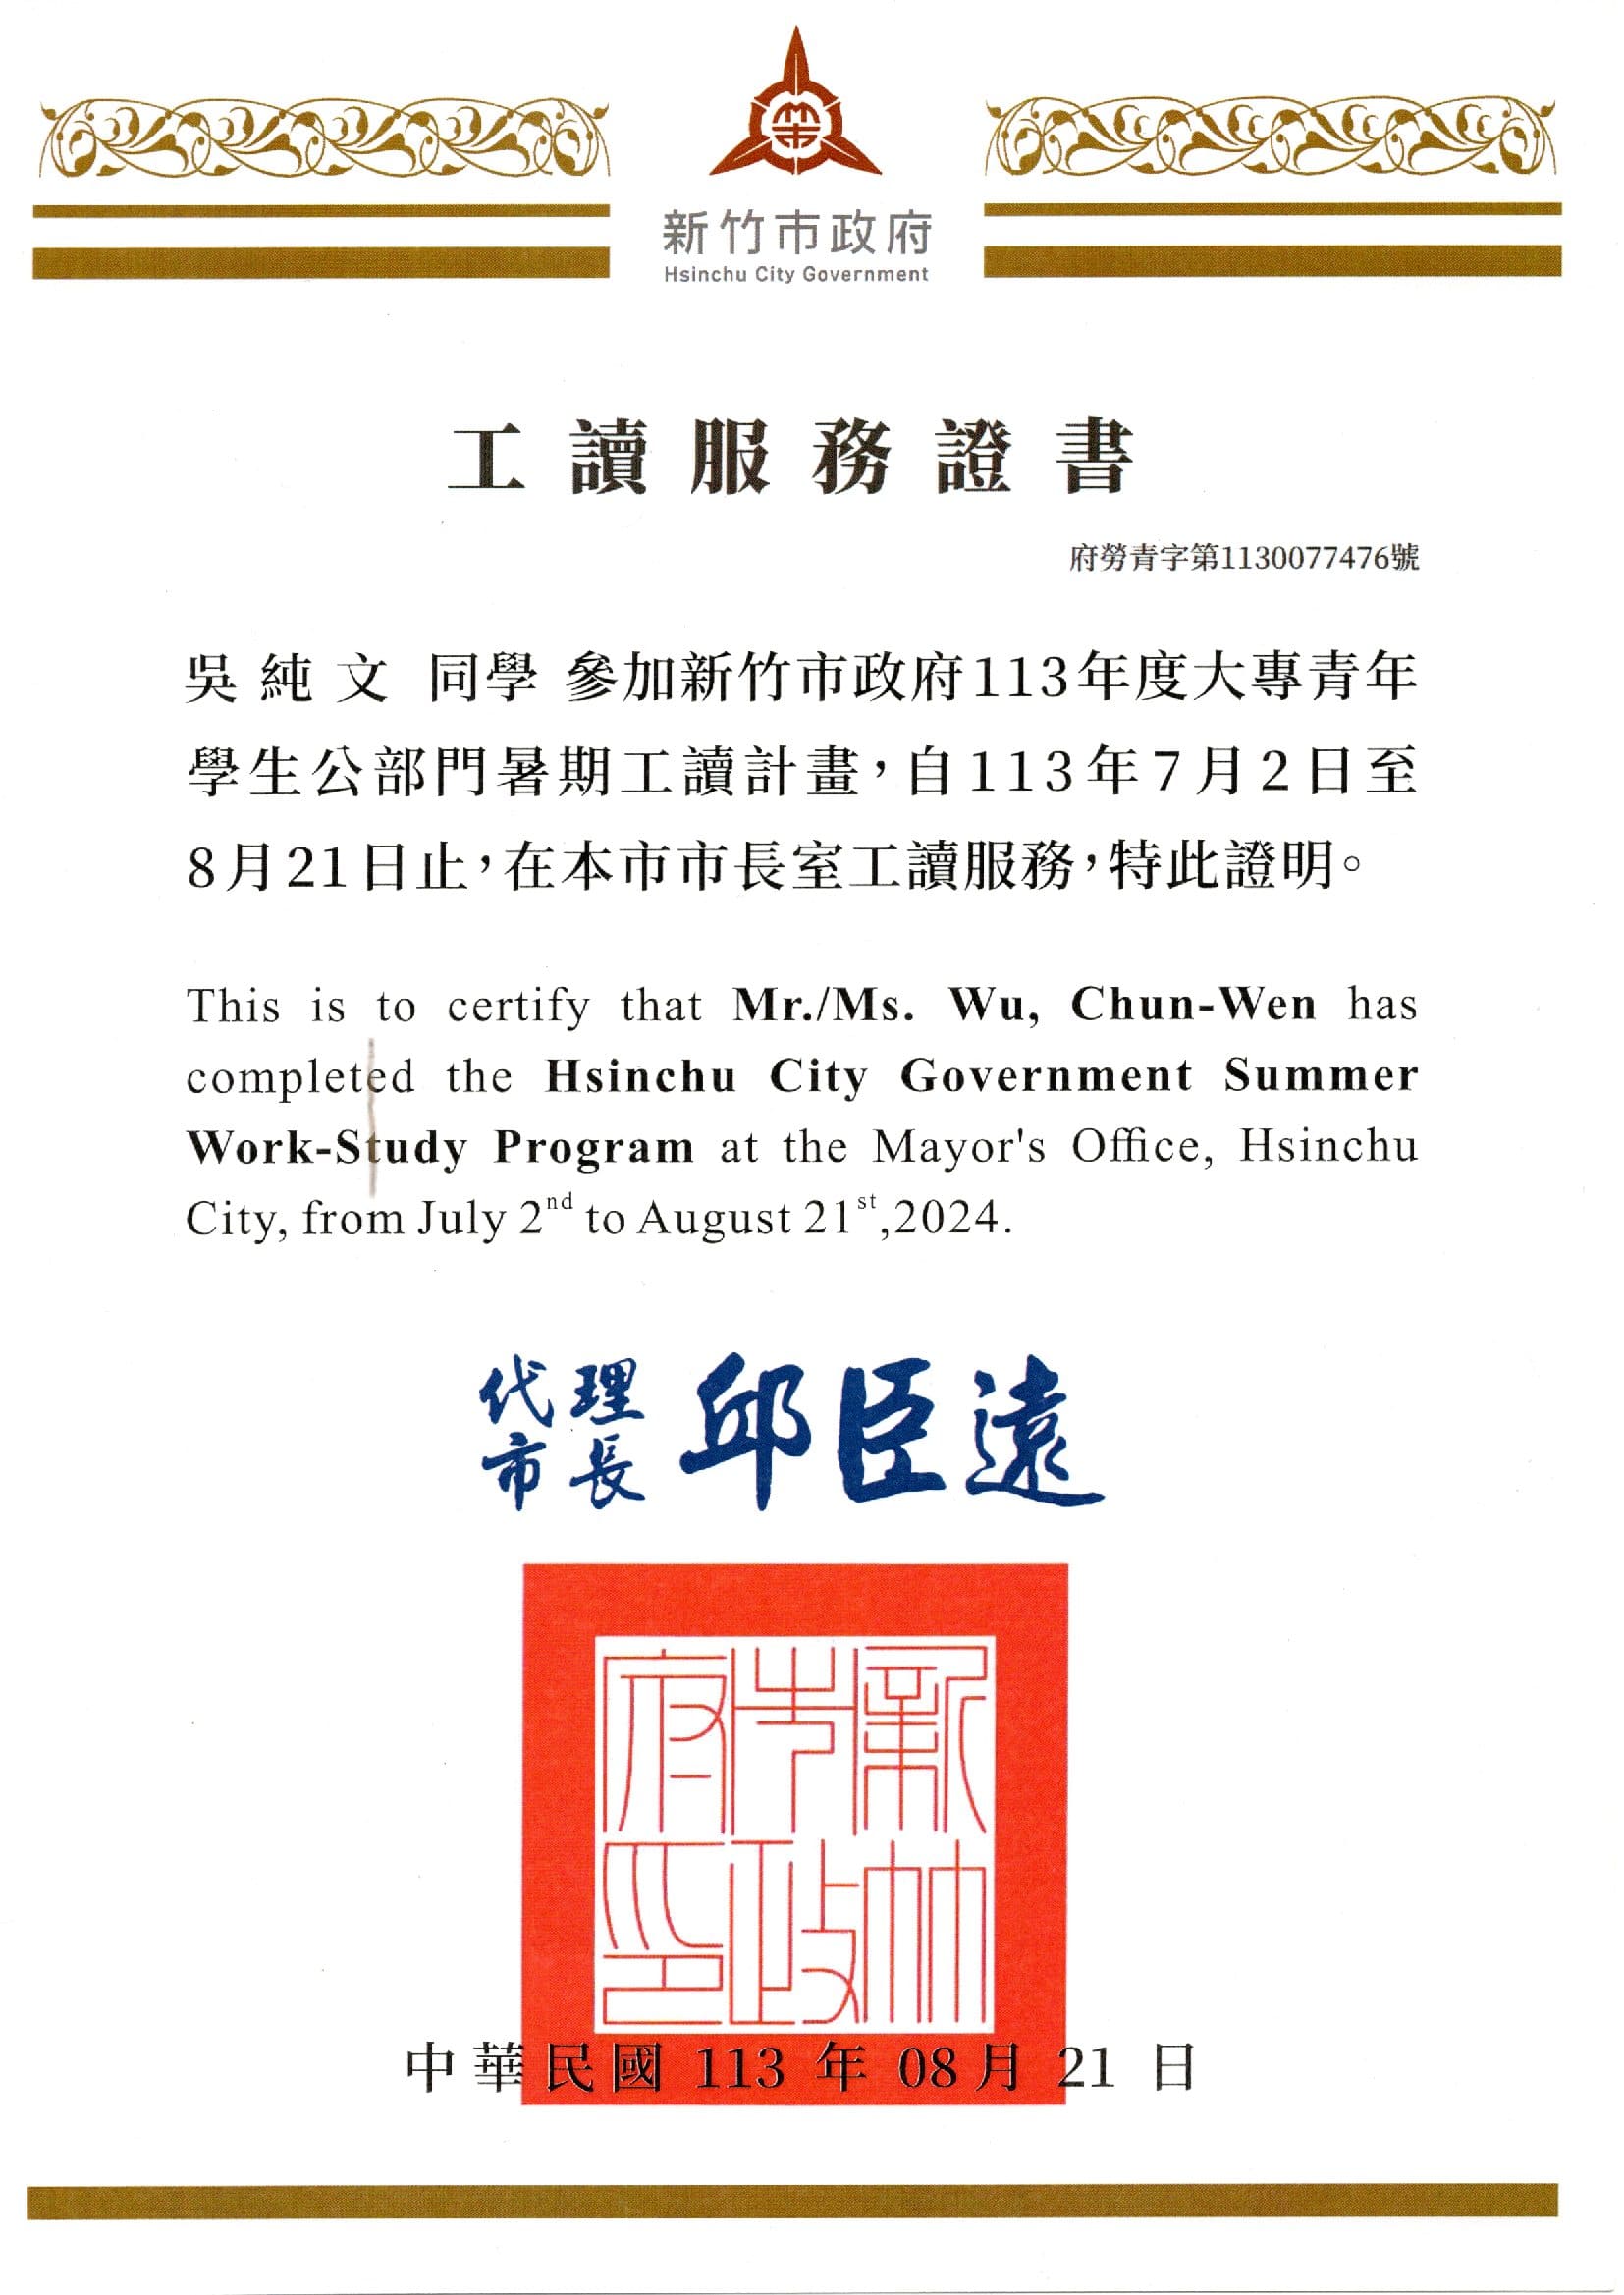 新竹市政府
Hsinchu City Government
工讀服務證書
府勞青字第1130077476號
吳純文 同學 參加新竹市政府113年度大專青年
學生公部門暑期工讀計畫，自113年7月2日至
8月21日止，在本市市長室工讀服務，特此證明。
This is to certify that Mr./Ms. Wu, Chun-Wen has
completed the Hsinchu City Government Summer
Work-Study Program at the Mayor's Office, Hsinchu
City, from July 2nd to August 21st,2024.
代理市長 邱臣遠
新竹市政府印
中華民國 113 年 08 月 21 日